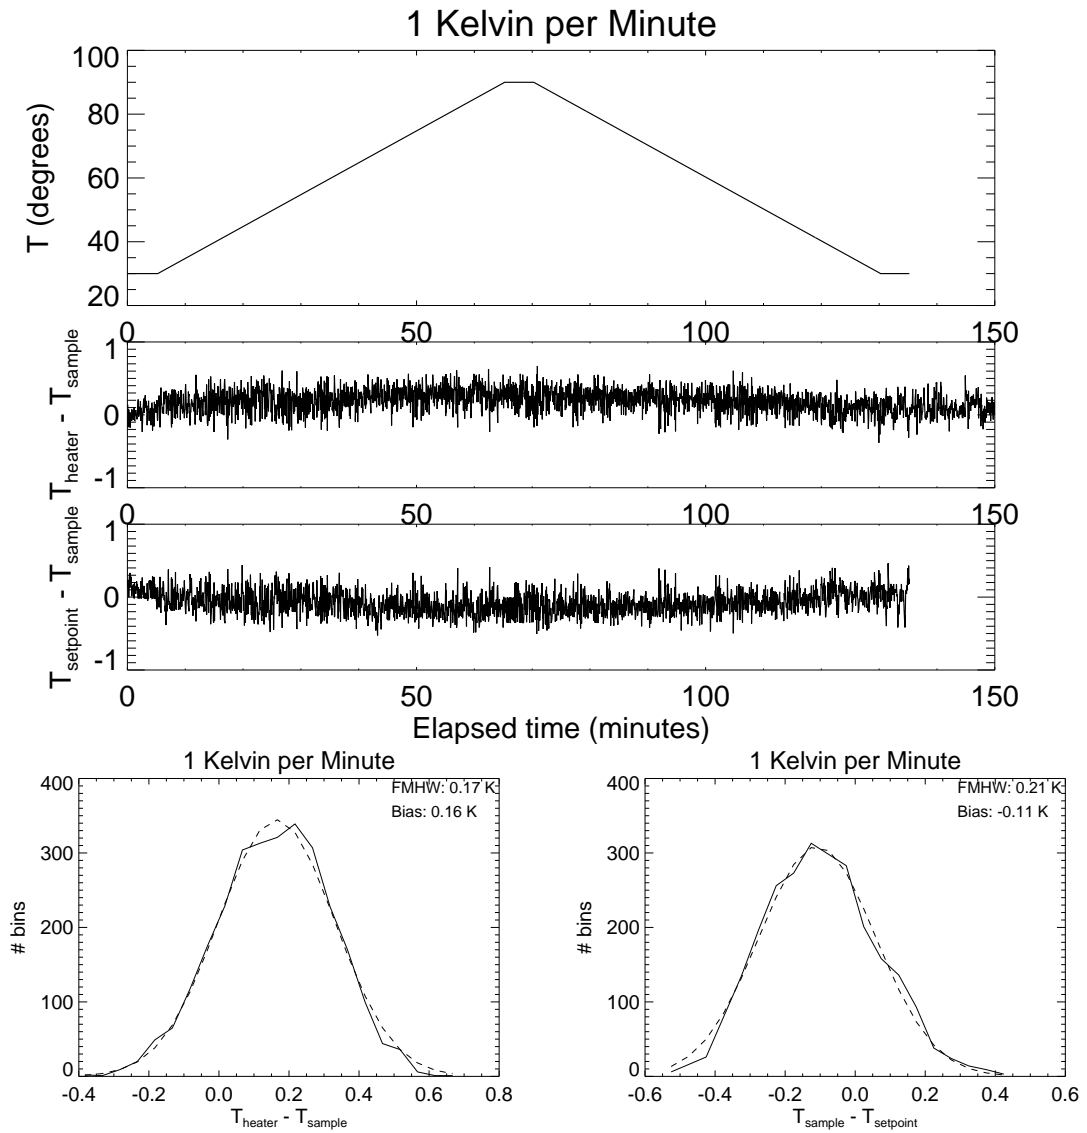 1 Kelvin per Minute
100
80
60
40
20
T (degrees)
0 50 100 150
1
0
-1
T_heater - T_sample
0 50 100 150
1
0
-1
T_setpoint - T_sample
0 50 100 150
Elapsed time (minutes)
1 Kelvin per Minute
400
300
200
100
0
# bins
FMHW: 0.17 K
Bias: 0.16 K
-0.4 -0.2 0.0 0.2 0.4 0.6 0.8
T_heater - T_sample
1 Kelvin per Minute
400
300
200
100
0
# bins
FMHW: 0.21 K
Bias: -0.11 K
-0.6 -0.4 -0.2 0.0 0.2 0.4 0.6
T_sample - T_setpoint